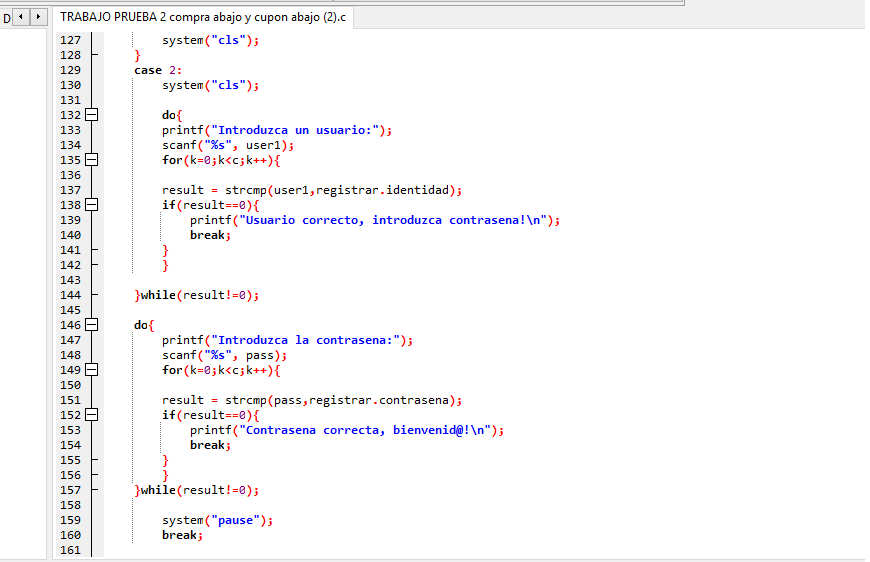 D
TRABAJO PRUEBA 2 compra abajo y cupon abajo (2).c
127 system("cls");
128 }
129 case 2:
130 system("cls");
131
132 do{
133 printf("Introduzca un usuario:");
134 scanf("%s", user1);
135 for(k=0;k<c;k++){
136
137 result = strcmp(user1,registrar.identidad);
138 if(result==0){
139 printf("Usuario correcto, introduzca contrasena!\n");
140 break;
141 }
142 }
143
144 }while(result!=0);
145
146 do{
147 printf("Introduzca la contrasena:");
148 scanf("%s", pass);
149 for(k=0;k<c;k++){
150
151 result = strcmp(pass,registrar.contrasena);
152 if(result==0){
153 printf("Contrasena correcta, bienvenid@!\n");
154 break;
155 }
156 }
157 }while(result!=0);
158
159 system("pause");
160 break;
161